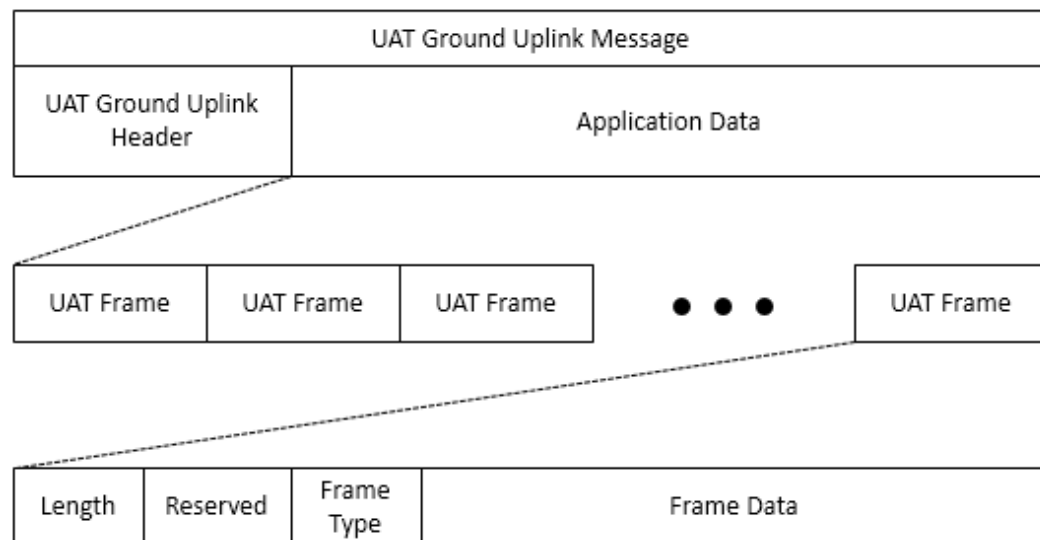 UAT Ground Uplink Message
UAT Ground Uplink
Header
Application Data
UAT Frame
UAT Frame
UAT Frame
UAT Frame
Length
Reserved
Frame
Type
Frame Data